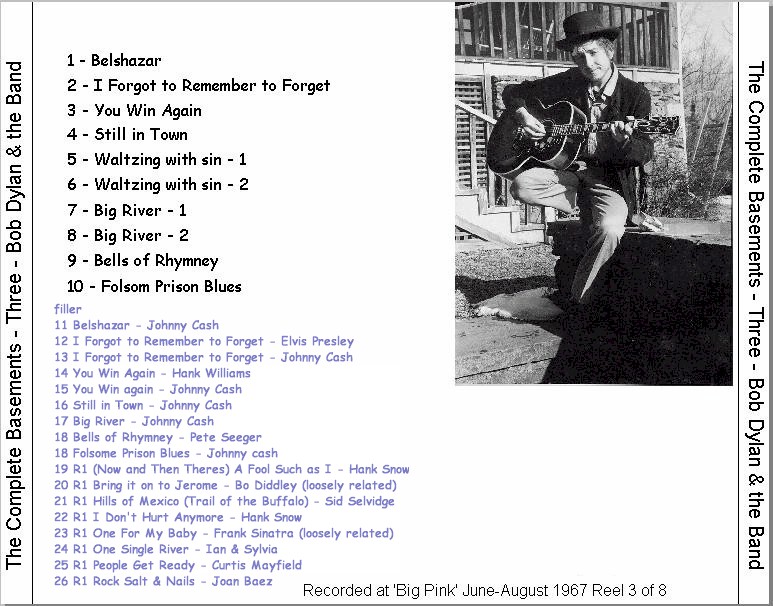 The Complete Basements - Three - Bob Dylan & the Band
1 - Belshazar
2 - I Forgot to Remember to Forget
3 - You Win Again
4 - Still in Town
5 - Waltzing with sin - 1
6 - Waltzing with sin - 2
7 - Big River - 1
8 - Big River - 2
9 - Bells of Rhymney
10 - Folsom Prison Blues
filler
11 Belshazar - Johnny Cash
12 I Forgot to Remember to Forget - Elvis Presley
13 I Forgot to Remember to Forget - Johnny Cash
14 You Win Again - Hank Williams
15 You Win again - Johnny Cash
16 Still in Town - Johnny Cash
17 Big River - Johnny Cash
18 Bells of Rhymney - Pete Seeger
18 Folsome Prison Blues - Johnny cash
19 R1 (Now and Then Theres) A Fool Such as I - Hank Snow
20 R1 Bring it on to Jerome - Bo Diddley (loosely related)
21 R1 Hills of Mexico (Trail of the Buffalo) - Sid Selvidge
22 R1 I Don't Hurt Anymore - Hank Snow
23 R1 One For My Baby - Frank Sinatra (loosely related)
24 R1 One Single River - Ian & Sylvia
25 R1 People Get Ready - Curtis Mayfield
26 R1 Rock Salt & Nails - Joan Baez
Recorded at 'Big Pink' June-August 1967 Reel 3 of 8
The Complete Basements - Three - Bob Dylan & the Band